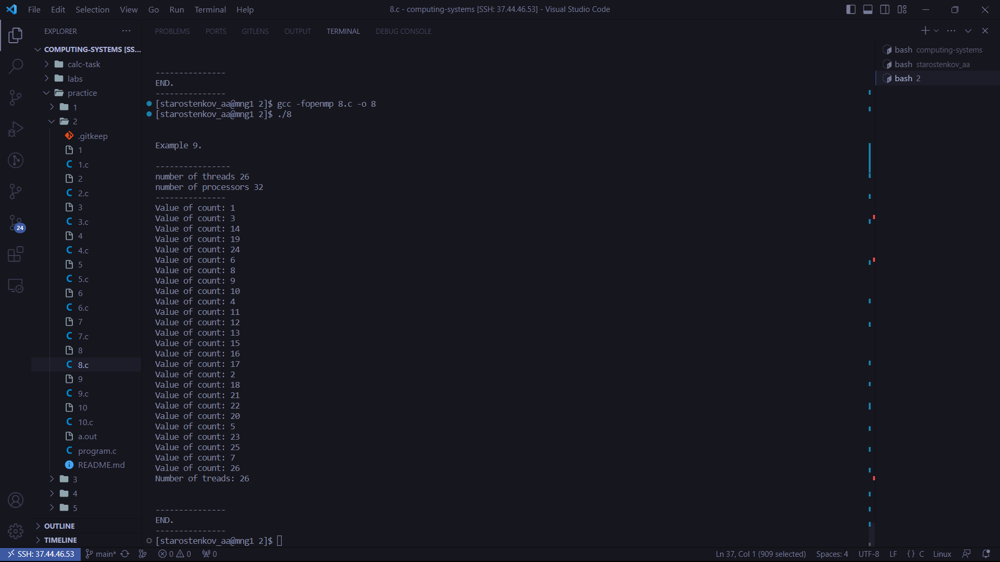 File Edit Selection View Go Run Terminal Help
8.c - computing-systems [SSH: 37.44.46.53] - Visual Studio Code
EXPLORER
COMPUTING-SYSTEMS [SS...
calc-task
labs
practice
1
2
.gitkeep
1
1.c
2
2.c
3
3.c
4
4.c
5
5.c
6
6.c
7
7.c
8
8.c
9
9.c
10
10.c
a.out
program.c
README.md
3
4
5
OUTLINE
TIMELINE
24
PROBLEMS PORTS GITLENS OUTPUT TERMINAL DEBUG CONSOLE
---------------
END.
---------------
[starostenkov_aa@mng1 2]$ gcc -fopenmp 8.c -o 8
[starostenkov_aa@mng1 2]$ ./8
Example 9.
----------------
number of threads 26
number of processors 32
---------------
Value of count: 1
Value of count: 3
Value of count: 14
Value of count: 19
Value of count: 24
Value of count: 6
Value of count: 8
Value of count: 9
Value of count: 10
Value of count: 4
Value of count: 11
Value of count: 12
Value of count: 13
Value of count: 15
Value of count: 16
Value of count: 17
Value of count: 2
Value of count: 18
Value of count: 21
Value of count: 22
Value of count: 20
Value of count: 5
Value of count: 23
Value of count: 25
Value of count: 7
Value of count: 26
Number of treads: 26
---------------
END.
---------------
[starostenkov_aa@mng1 2]$
bash computing-systems
bash starostenkov_aa
bash 2
SSH: 37.44.46.53 main* 0 0 0
Ln 37, Col 1 (909 selected) Spaces: 4 UTF-8 LF {} C Linux